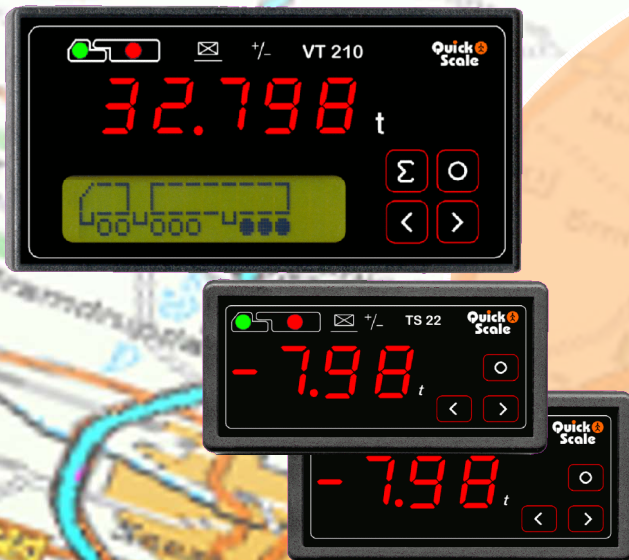 +/- VT 210 Quick Scale
32.798 t
Σ O
< >
+/- TS 22 Quick Scale
- 7.98 t
O
< >
Quick Scale
- 7.98 t
O
< >